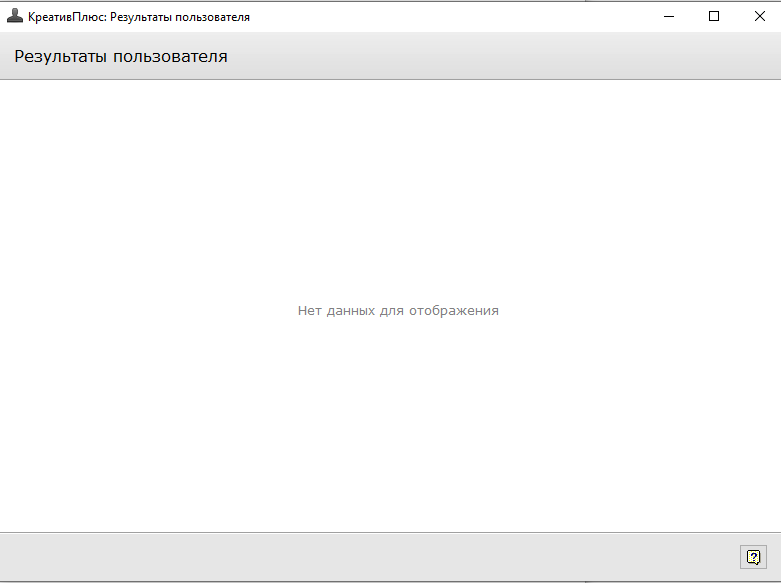 КреативПлюс: Результаты пользователя
Результаты пользователя
Нет данных для отображения